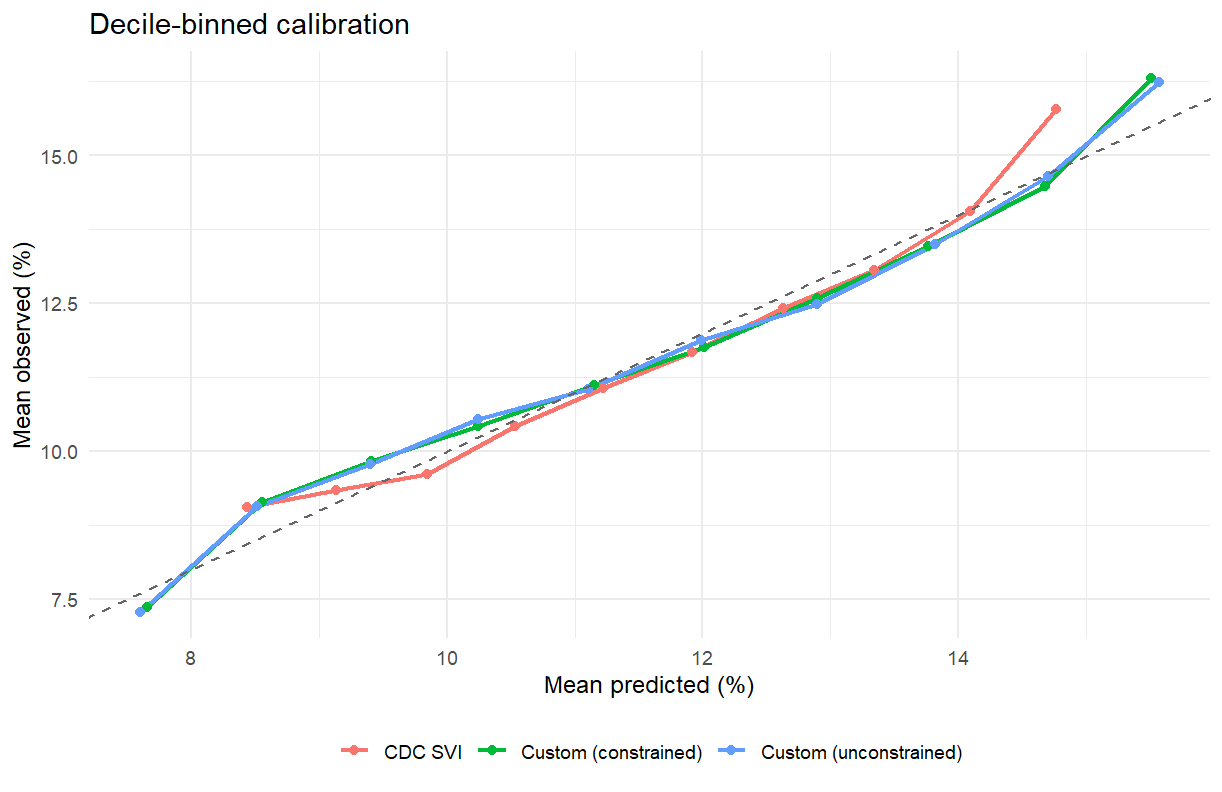 Decile-binned calibration
Mean observed (%)
15.0
12.5
10.0
7.5
8 10 12 14
Mean predicted (%)
CDC SVI Custom (constrained) Custom (unconstrained)